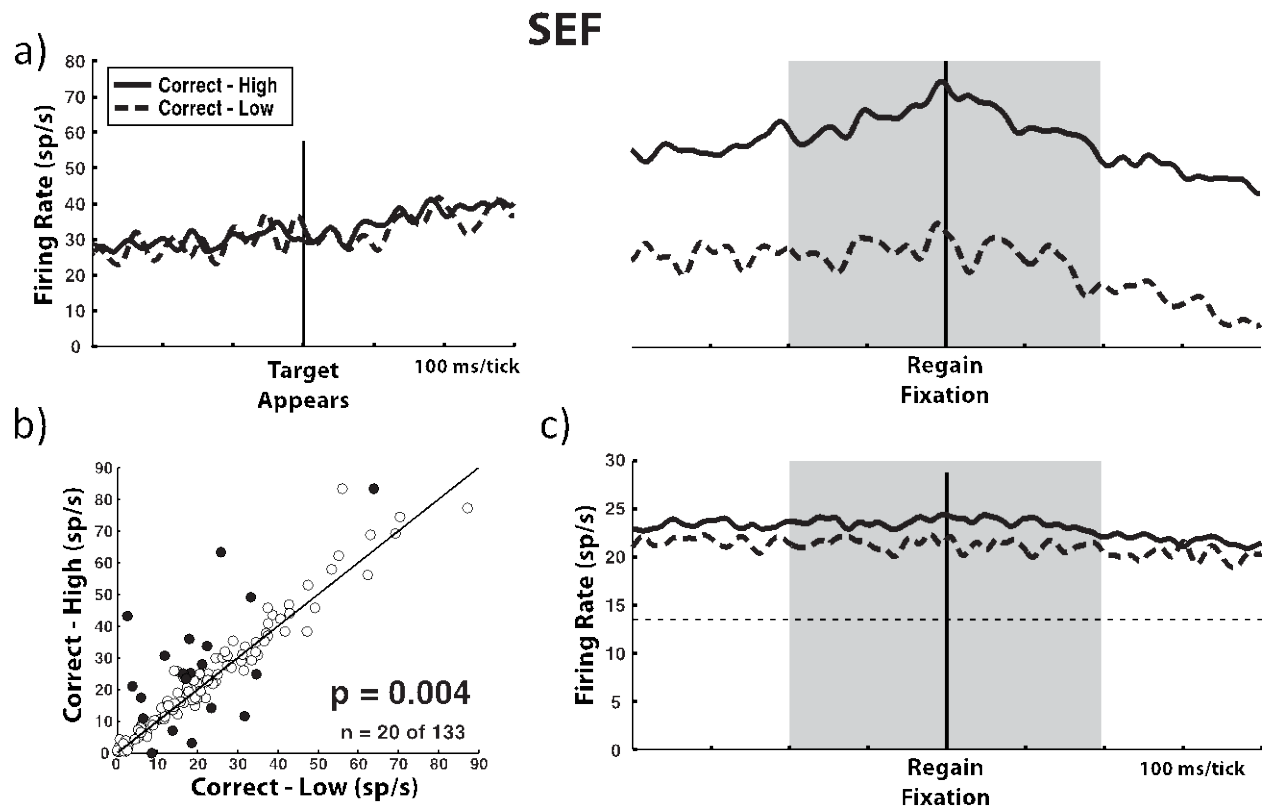 SEF
a)
80
70
60
50
40
30
20
10
0
Firing Rate (sp/s)
Correct - High
Correct - Low
Target
Appears
100 ms/tick
Regain
Fixation
b)
90
80
70
60
50
40
30
20
10
0
Correct - High (sp/s)
p = 0.004
n = 20 of 133
0 10 20 30 40 50 60 70 80 90
Correct - Low (sp/s)
c)
30
25
20
15
10
5
0
Firing Rate (sp/s)
Regain
Fixation
100 ms/tick